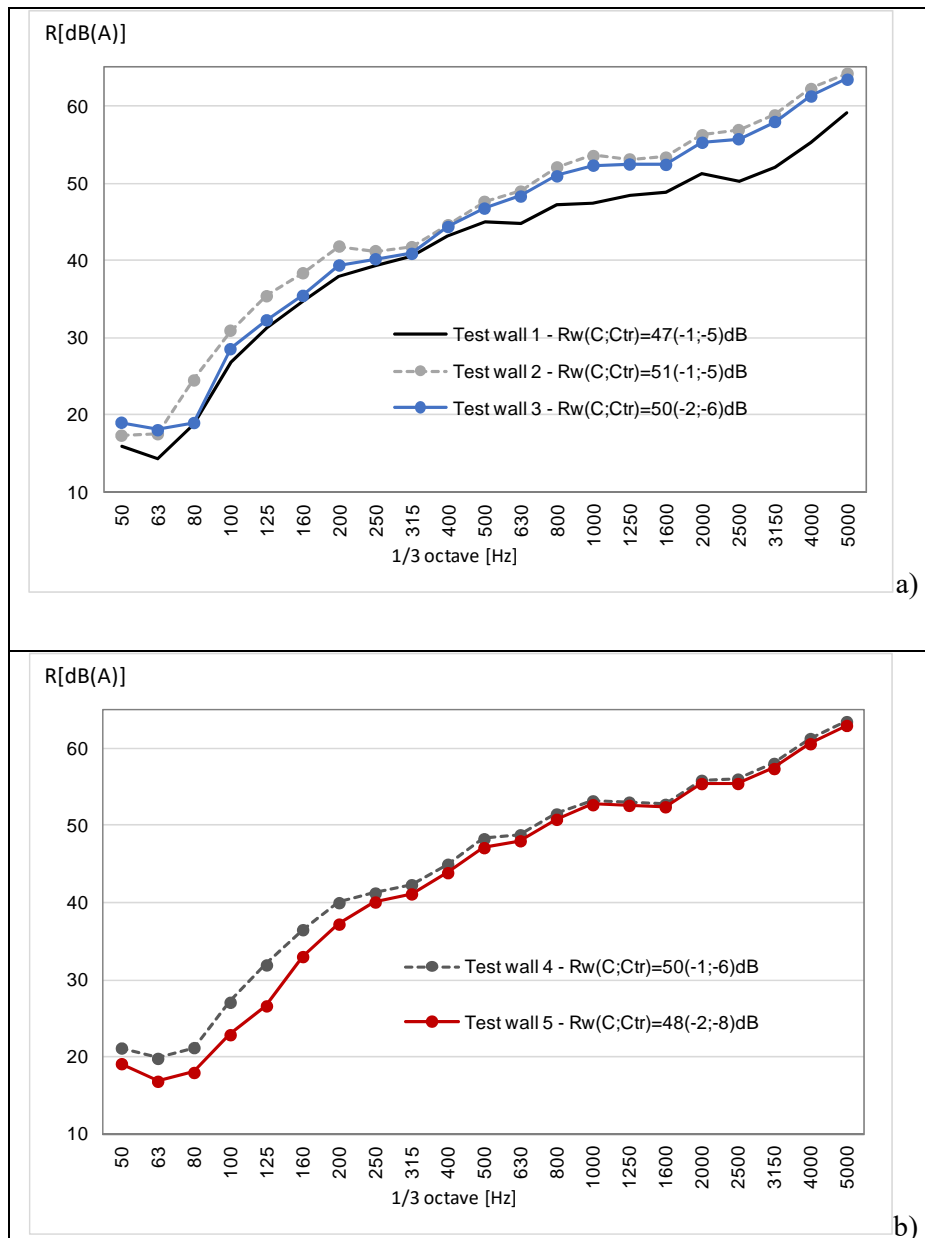 R[dB(A)]
60
50
40
30
20
10
Test wall 1 - Rw(C;Ctr)=47(-1;-5)dB
Test wall 2 - Rw(C;Ctr)=51(-1;-5)dB
Test wall 3 - Rw(C;Ctr)=50(-2;-6)dB
50 63 80 100 125 160 200 250 315 400 500 630 800 1000 1250 1600 2000 2500 3150 4000 5000
1/3 octave [Hz]
a)
R[dB(A)]
60
50
40
30
20
10
Test wall 4 - Rw(C;Ctr)=50(-1;-6)dB
Test wall 5 - Rw(C;Ctr)=48(-2;-8)dB
50 63 80 100 125 160 200 250 315 400 500 630 800 1000 1250 1600 2000 2500 3150 4000 5000
1/3 octave [Hz]
b)